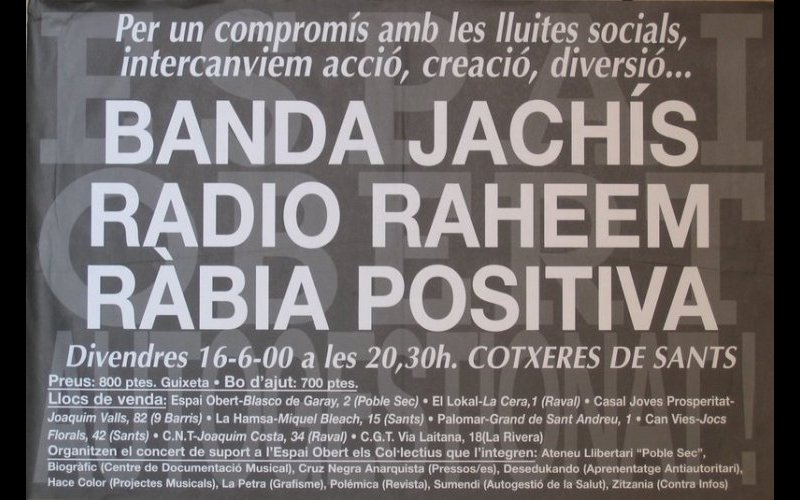 ESPAI
OBERT
AUTOGESTIONAT!
Per un compromís amb les lluites socials,
intercanviem acció, creació, diversió...
BANDA JACHÍS
RADIO RAHEEM
RÀBIA POSITIVA
Divendres 16-6-00 a les 20,30h. COTXERES DE SANTS
Preus: 800 ptes. Guixeta • Bo d'ajut: 700 ptes.
Llocs de venda: Espai Obert-Blasco de Garay, 2 (Poble Sec) • El Lokal-La Cera,1 (Raval) • Casal Joves Prosperitat-
Joaquim Valls, 82 (9 Barris) • La Hamsa-Miquel Bleach, 15 (Sants) • Palomar-Grand de Sant Andreu, 1 • Can Vies-Jocs
Florals, 42 (Sants) • C.N.T-Joaquim Costa, 34 (Raval) • C.G.T. Via Laitana, 18(La Rivera)
Organitzen el concert de suport a l'Espai Obert els Col·lectius que l'integren: Ateneu Llibertari "Poble Sec",
Biogràfic (Centre de Documentació Musical), Cruz Negra Anarquista (Pressos/es), Desedukando (Aprenentatge Antiautoritari),
Hace Color (Projectes Musicals), La Petra (Grafisme), Polémica (Revista), Sumendi (Autogestió de la Salut), Zitzania (Contra Infos)